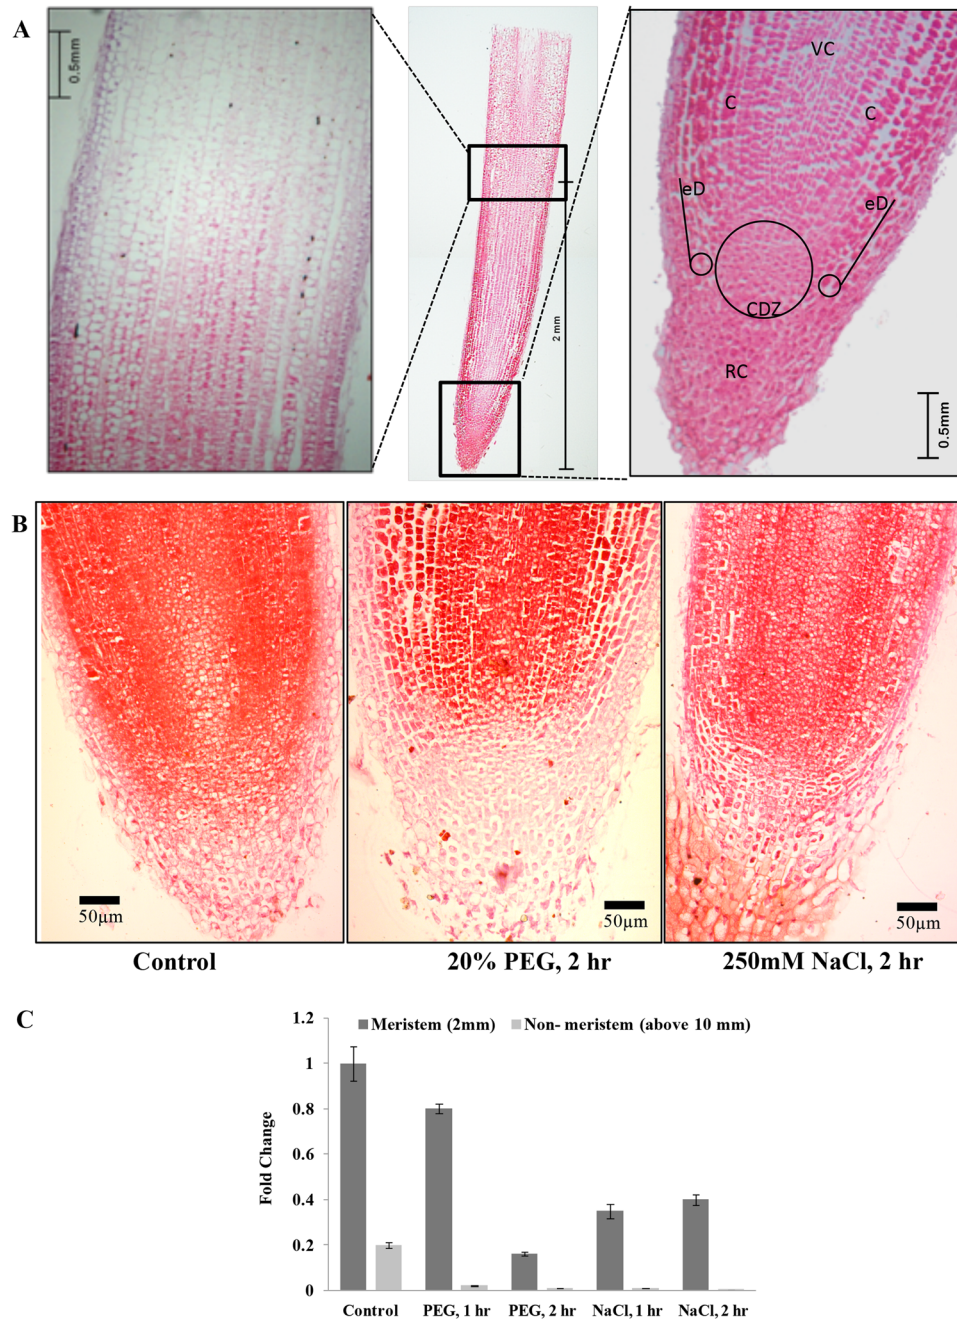 A
0.5mm
2 mm
VC
C
C
eD
eD
CDZ
RC
0.5mm
B
50µm
50µm
50µm
Control
20% PEG, 2 hr
250mM NaCl, 2 hr
C
Meristem (2mm)
Non- meristem (above 10 mm)
Fold Change
1.2
1
0.8
0.6
0.4
0.2
0
Control
PEG, 1 hr
PEG, 2 hr
NaCl, 1 hr
NaCl, 2 hr